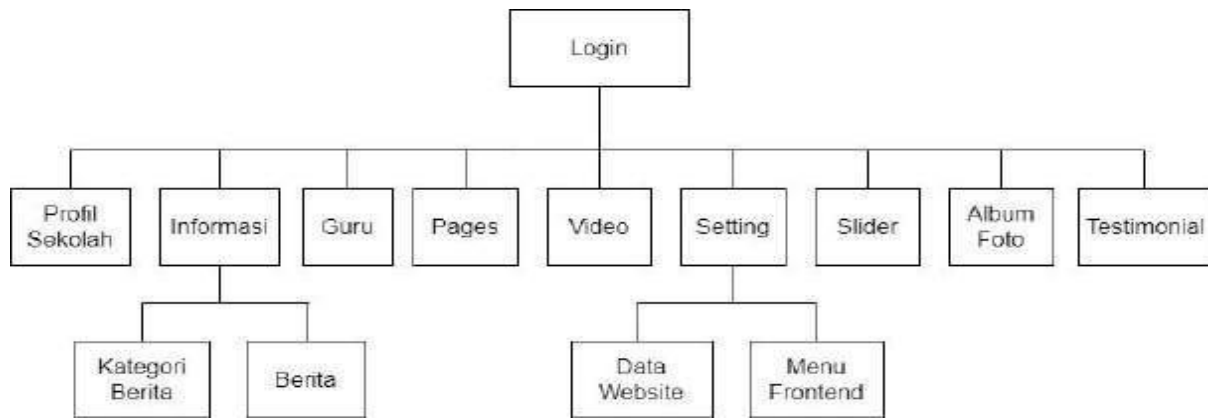 Login
Profil
Sekolah
Informasi
Guru
Pages
Video
Setting
Slider
Album
Foto
Testimonial
Kategori
Berita
Berita
Data
Website
Menu
Frontend